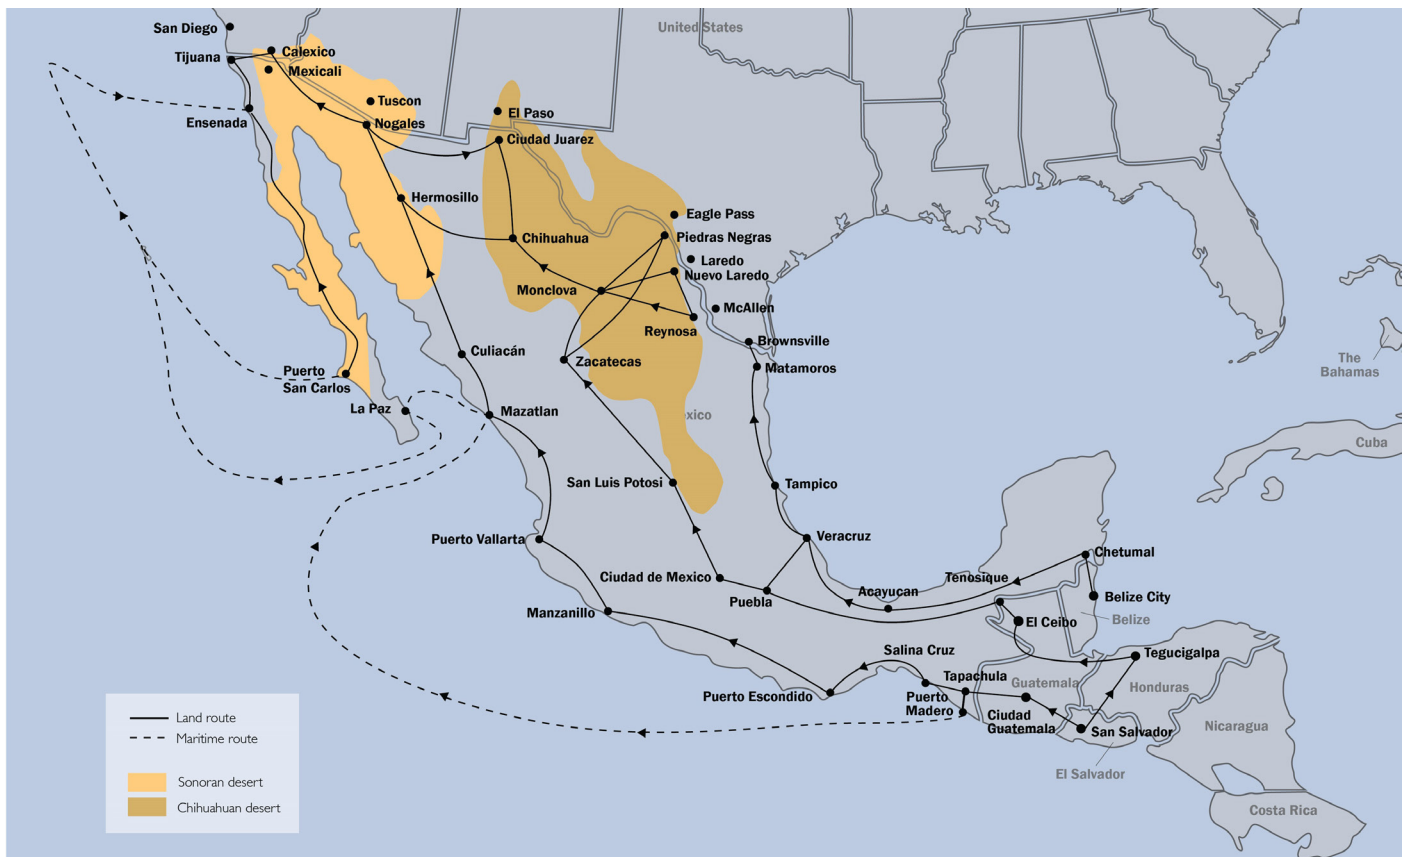 United States
San Diego
Tijuana
Calexico
Mexicali
Tuscon
Nogales
Ensenada
El Paso
Ciudad Juarez
Hermosillo
Chihuahua
Eagle Pass
Piedras Negras
Laredo
Nuevo Laredo
Monclova
McAllen
Reynosa
Brownsville
Matamoros
Zacatecas
Culiacán
Puerto
San Carlos
La Paz
Mazatlan
xico
The
Bahamas
Cuba
San Luis Potosi
Tampico
Puerto Vallarta
Veracruz
Chetumal
Ciudad de Mexico
Tenosique
Acayucan
Puebla
Belize City
Manzanillo
El Ceibo
Belize
Salina Cruz
Tegucigalpa
Tapachula
Guatemala
Honduras
Puerto Escondido
Puerto
Madero
Ciudad
Guatemala
San Salvador
Nicaragua
El Salvador
Costa Rica
Land route
Maritime route
Sonoran desert
Chihuahuan desert